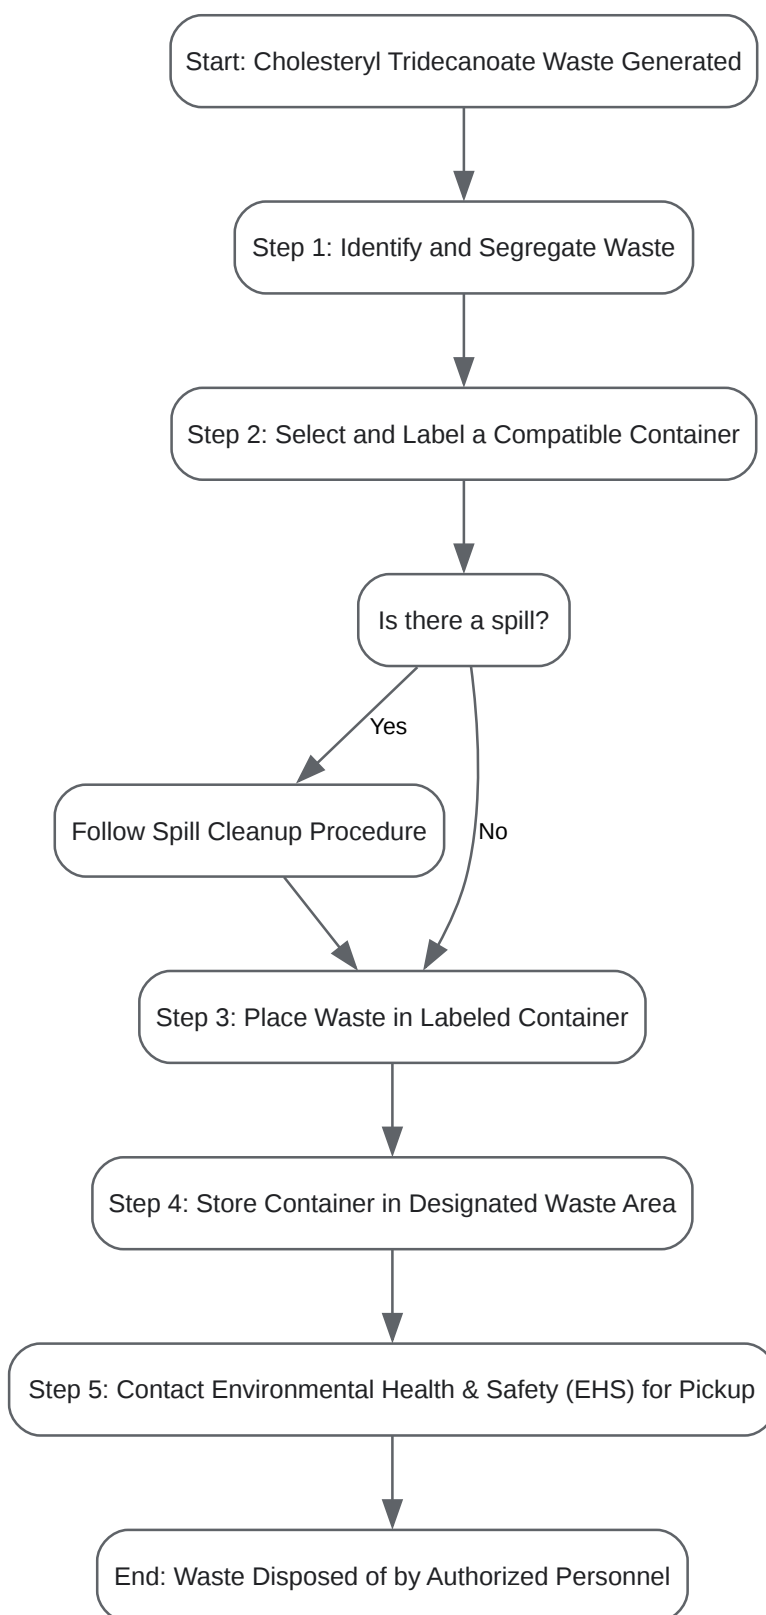 Start: Cholesteryl Tridecanoate Waste Generated
Step 1: Identify and Segregate Waste
Step 2: Select and Label a Compatible Container
Is there a spill?
Yes
Follow Spill Cleanup Procedure
No
Step 3: Place Waste in Labeled Container
Step 4: Store Container in Designated Waste Area
Step 5: Contact Environmental Health & Safety (EHS) for Pickup
End: Waste Disposed of by Authorized Personnel